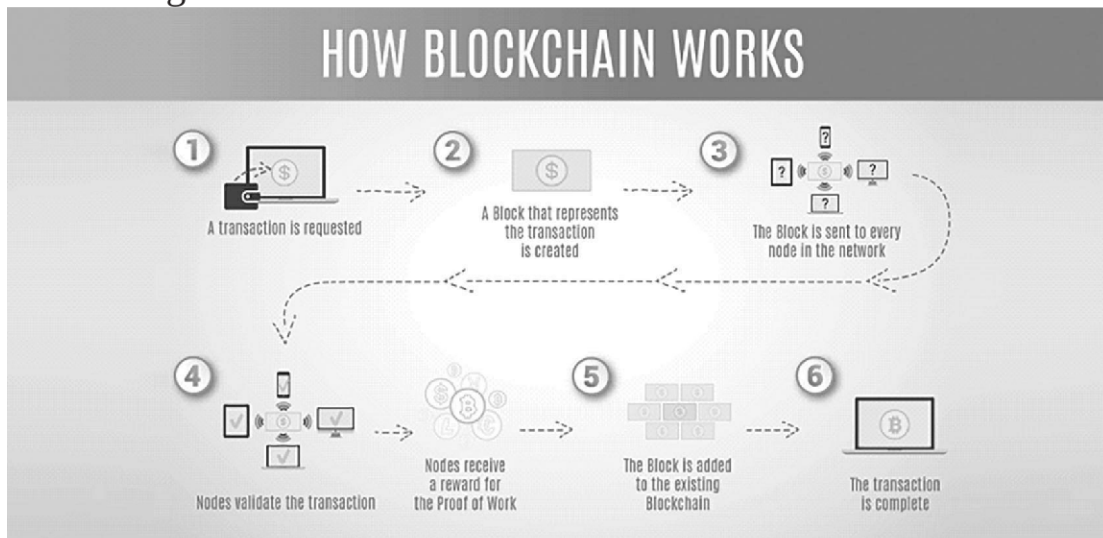 HOW BLOCKCHAIN WORKS
1
A transaction is requested
2
A Block that represents
the transaction
is created
3
The Block is sent to every
node in the network
4
Nodes validate the transaction
Nodes receive
a reward for
the Proof of Work
5
The Block is added
to the existing
Blockchain
6
The transaction
is complete